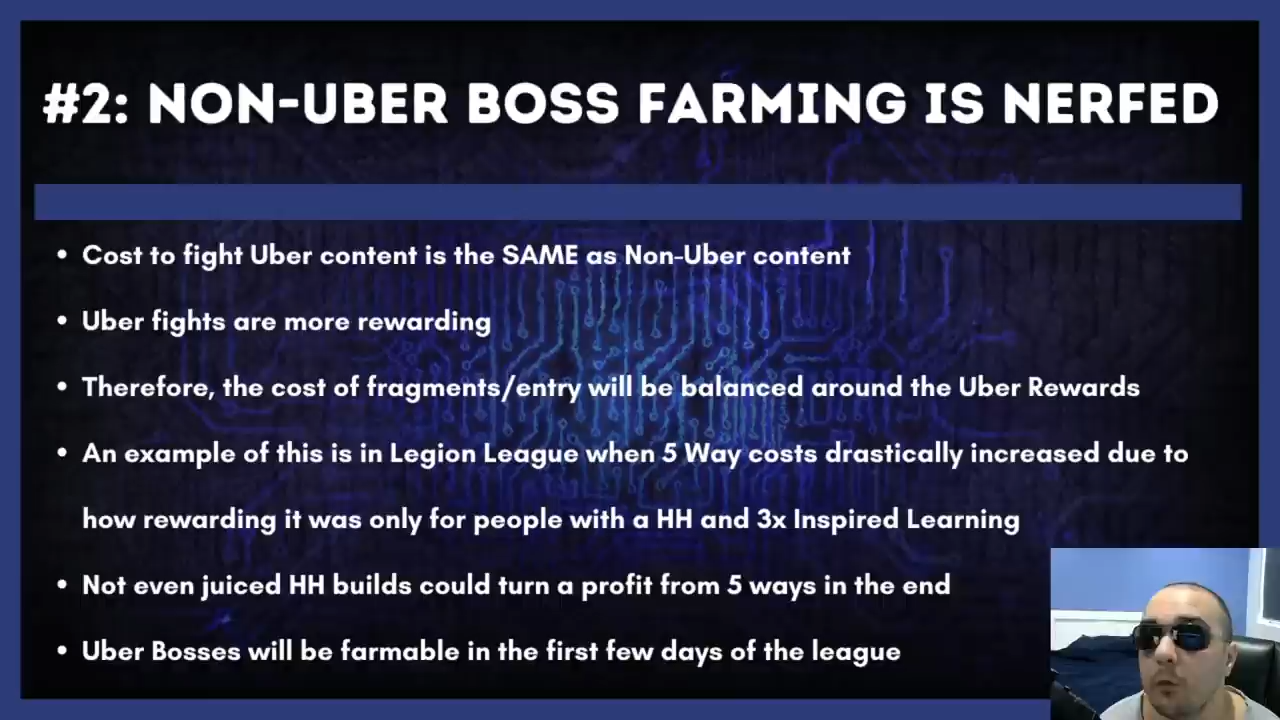 #2: NON-UBER BOSS FARMING IS NERFED
• Cost to fight Uber content is the SAME as Non-Uber content
• Uber fights are more rewarding
• Therefore, the cost of fragments/entry will be balanced around the Uber Rewards
• An example of this is in Legion League when 5 Way costs drastically increased due to
how rewarding it was only for people with a HH and 3x Inspired Learning
• Not even juiced HH builds could turn a profit from 5 ways in the end
• Uber Bosses will be farmable in the first few days of the league